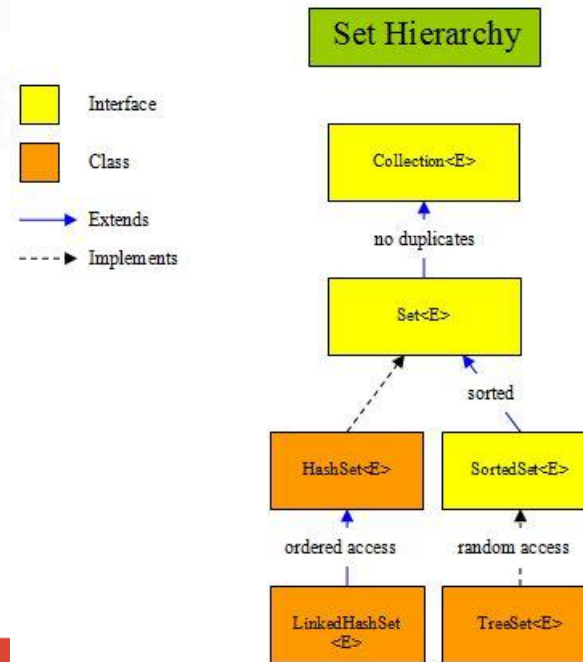 Set Hierarchy
Interface
Class
Extends
Implements
Collection<E>
no duplicates
Set<E>
sorted
HashSet<E>
SortedSet<E>
ordered access
random access
LinkedHashSet
<E>
TreeSet<E>